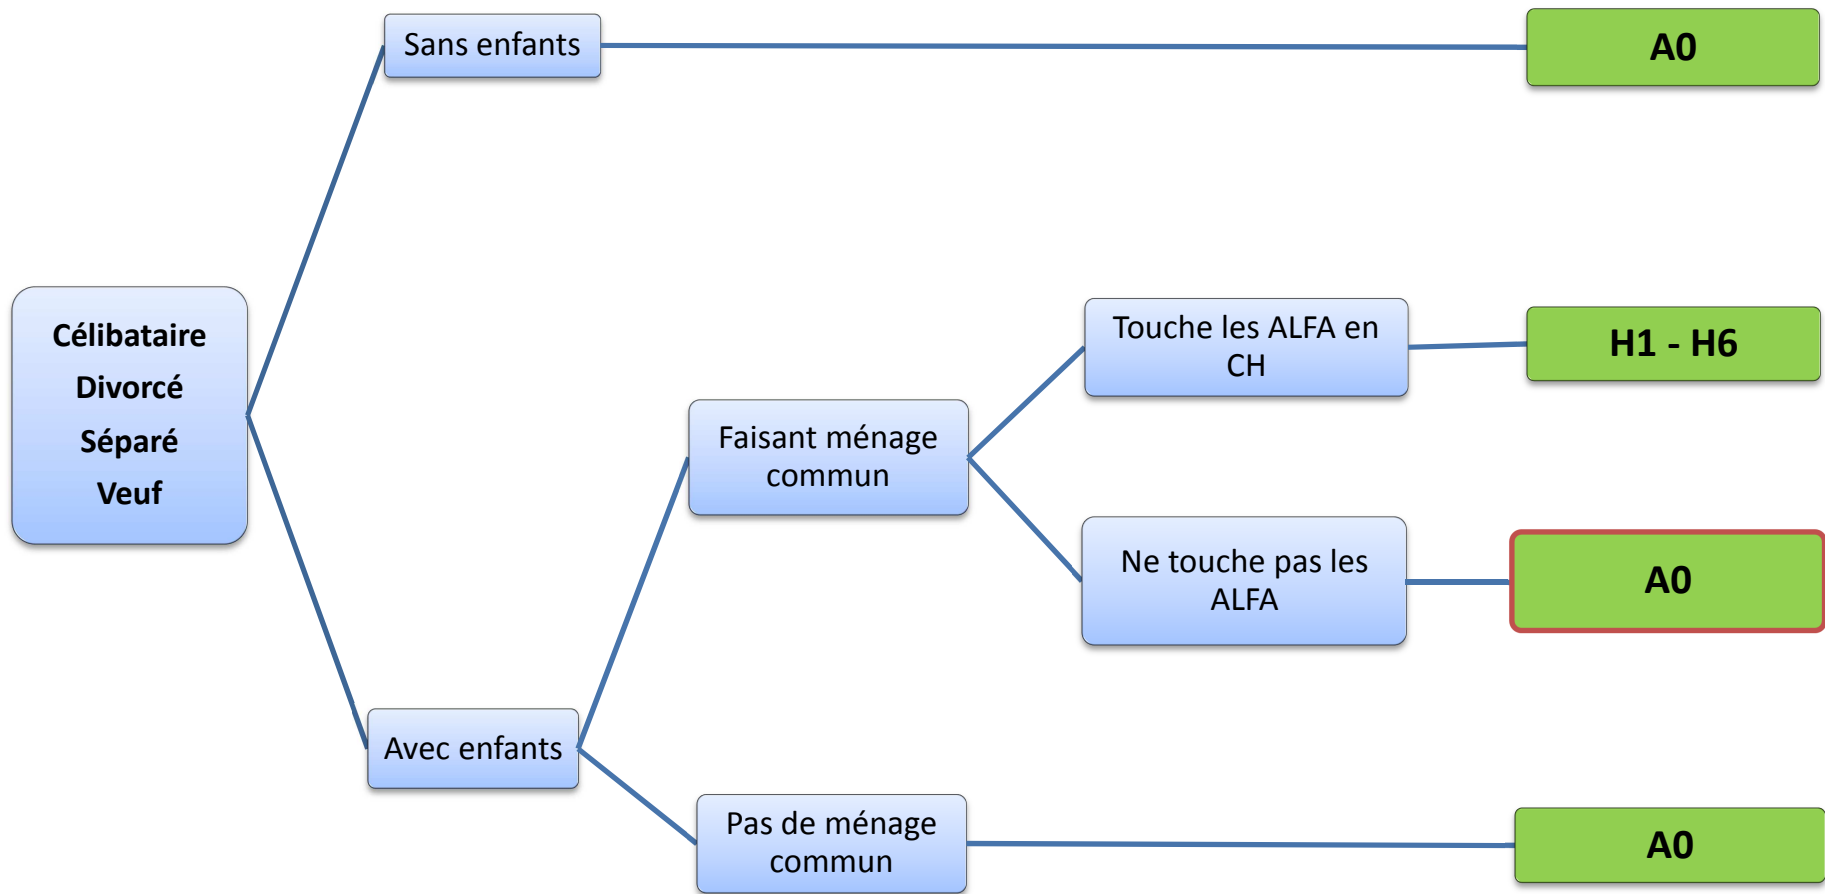 Sans enfants
A0
Célibataire
Divorcé
Séparé
Veuf
Touche les ALFA en
CH
H1 - H6
Faisant ménage
commun
Ne touche pas les
ALFA
A0
Avec enfants
Pas de ménage
commun
A0